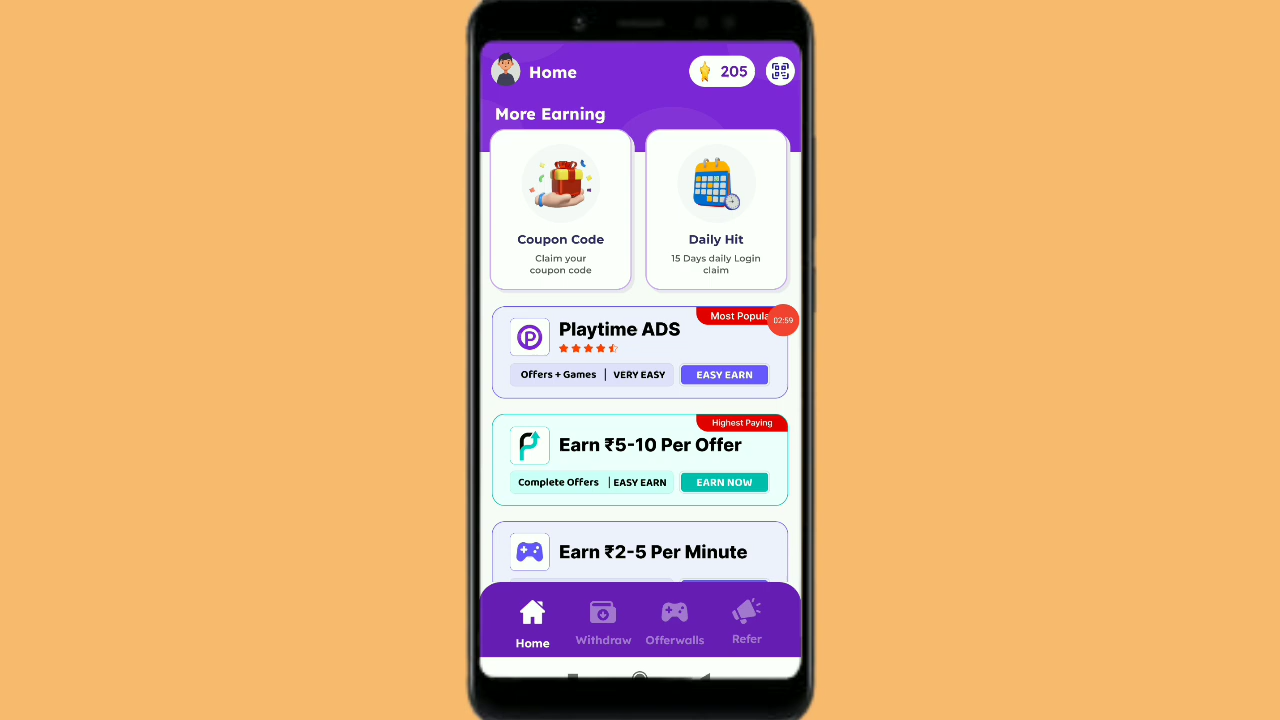 Home
205
More Earning
Coupon Code
Claim your
coupon code
Daily Hit
15 Days daily Login
claim
Most Popula
02:59
Playtime ADS
Offers + Games | VERY EASY
EASY EARN
Highest Paying
Earn ₹5-10 Per Offer
Complete Offers | EASY EARN
EARN NOW
Earn ₹2-5 Per Minute
Home
Withdraw
Offerwalls
Refer